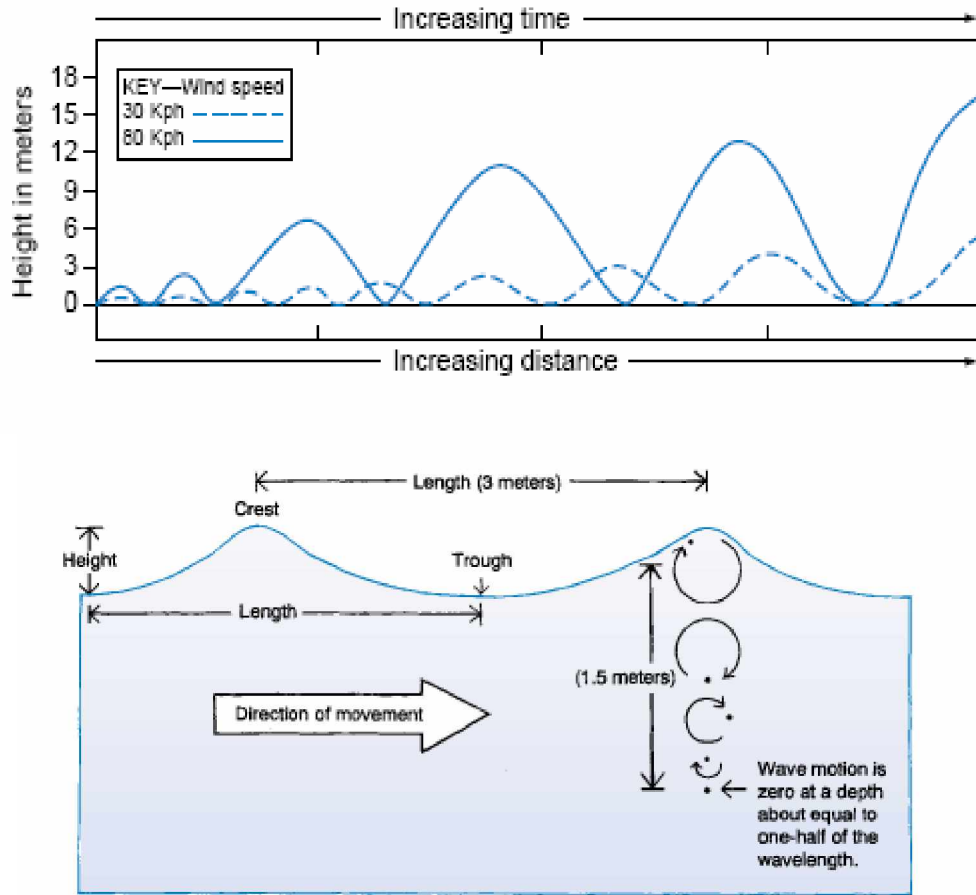 Increasing time
18
15
12
9
6
3
0
Height in meters
KEY—Wind speed
30 Kph
80 Kph
Increasing distance
Length (3 meters)
Crest
Height
Trough
Length
(1.5 meters)
Direction of movement
Wave motion is
zero at a depth
about equal to
one-half of the
wavelength.